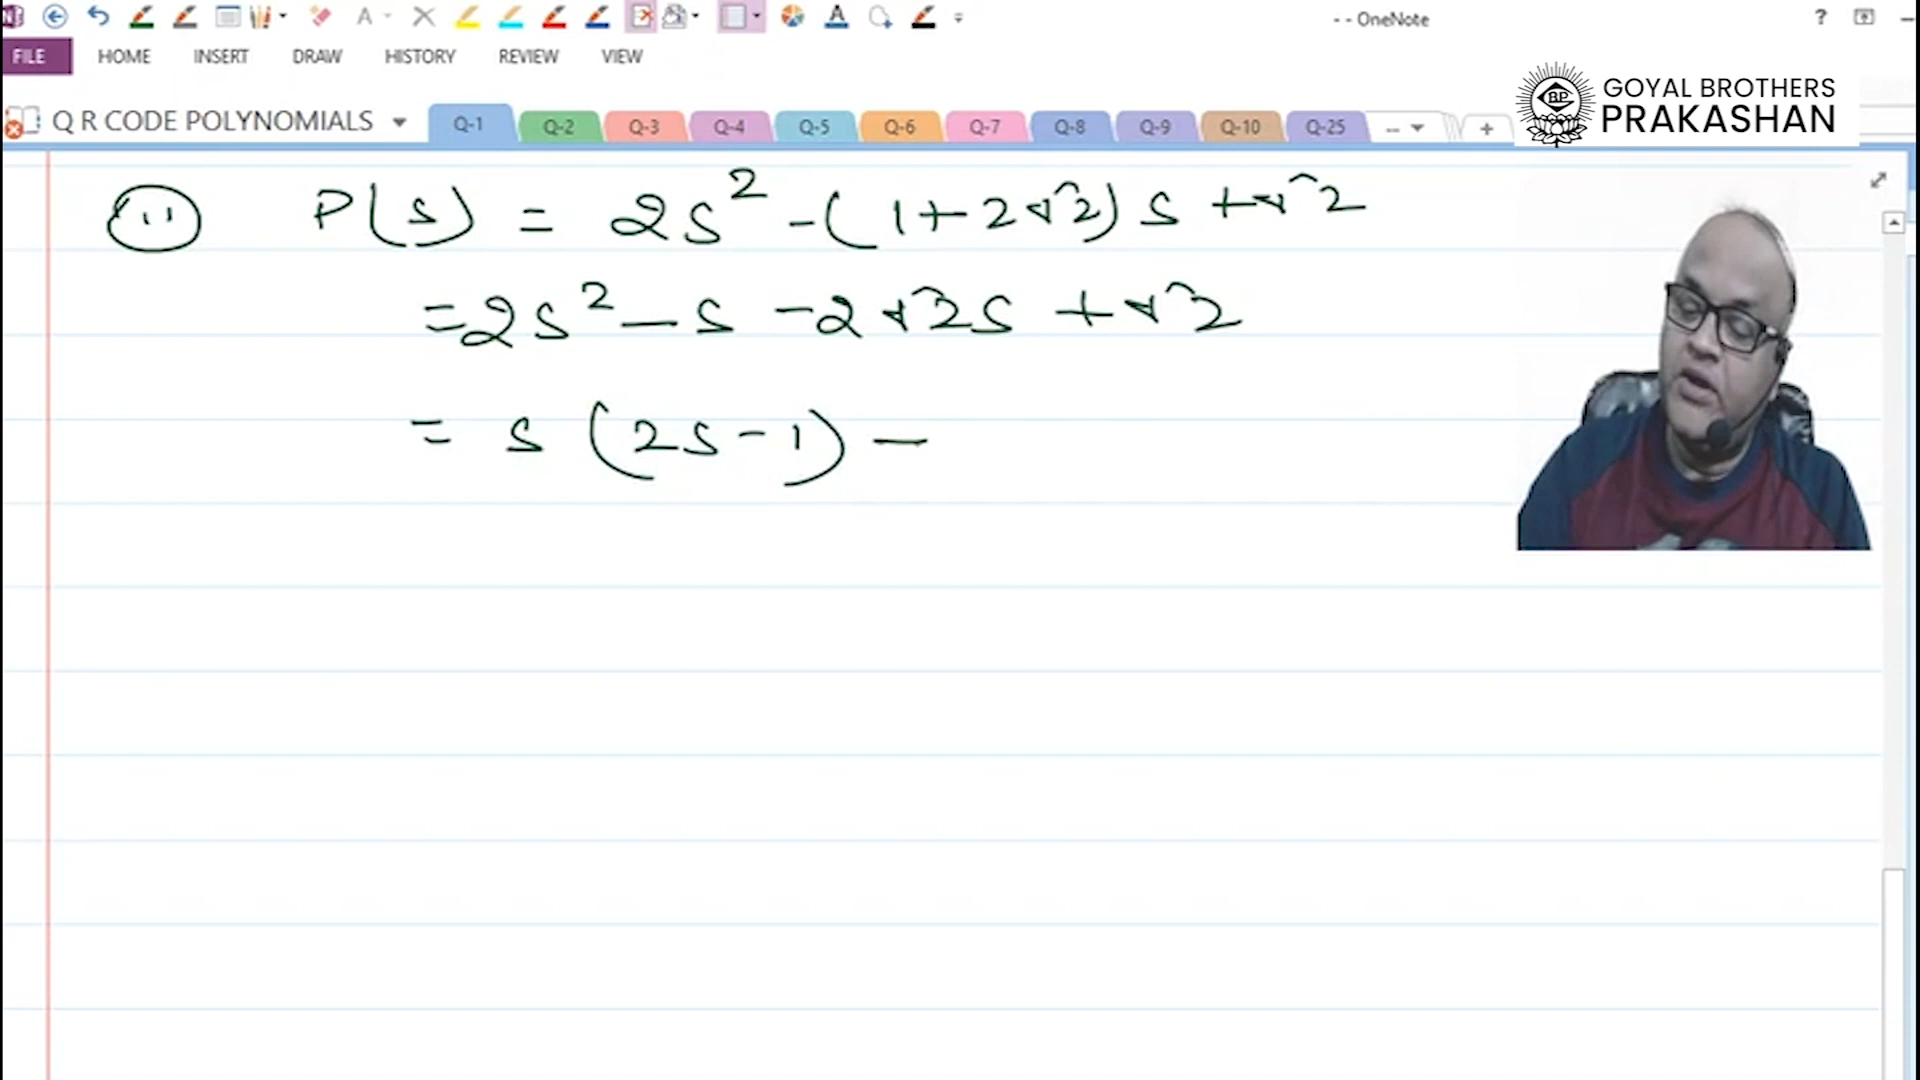 - - OneNote
?
FILE HOME INSERT DRAW HISTORY REVIEW VIEW
GOYAL BROTHERS
PRAKASHAN
Q R CODE POLYNOMIALS Q-1 Q-2 Q-3 Q-4 Q-5 Q-6 Q-7 Q-8 Q-9 Q-10 Q-25 -- +
(ii) P(s) = 2s² -(1+2√2)s +√2
=2s² - s -2√2s +√2
= s (2s-1) -